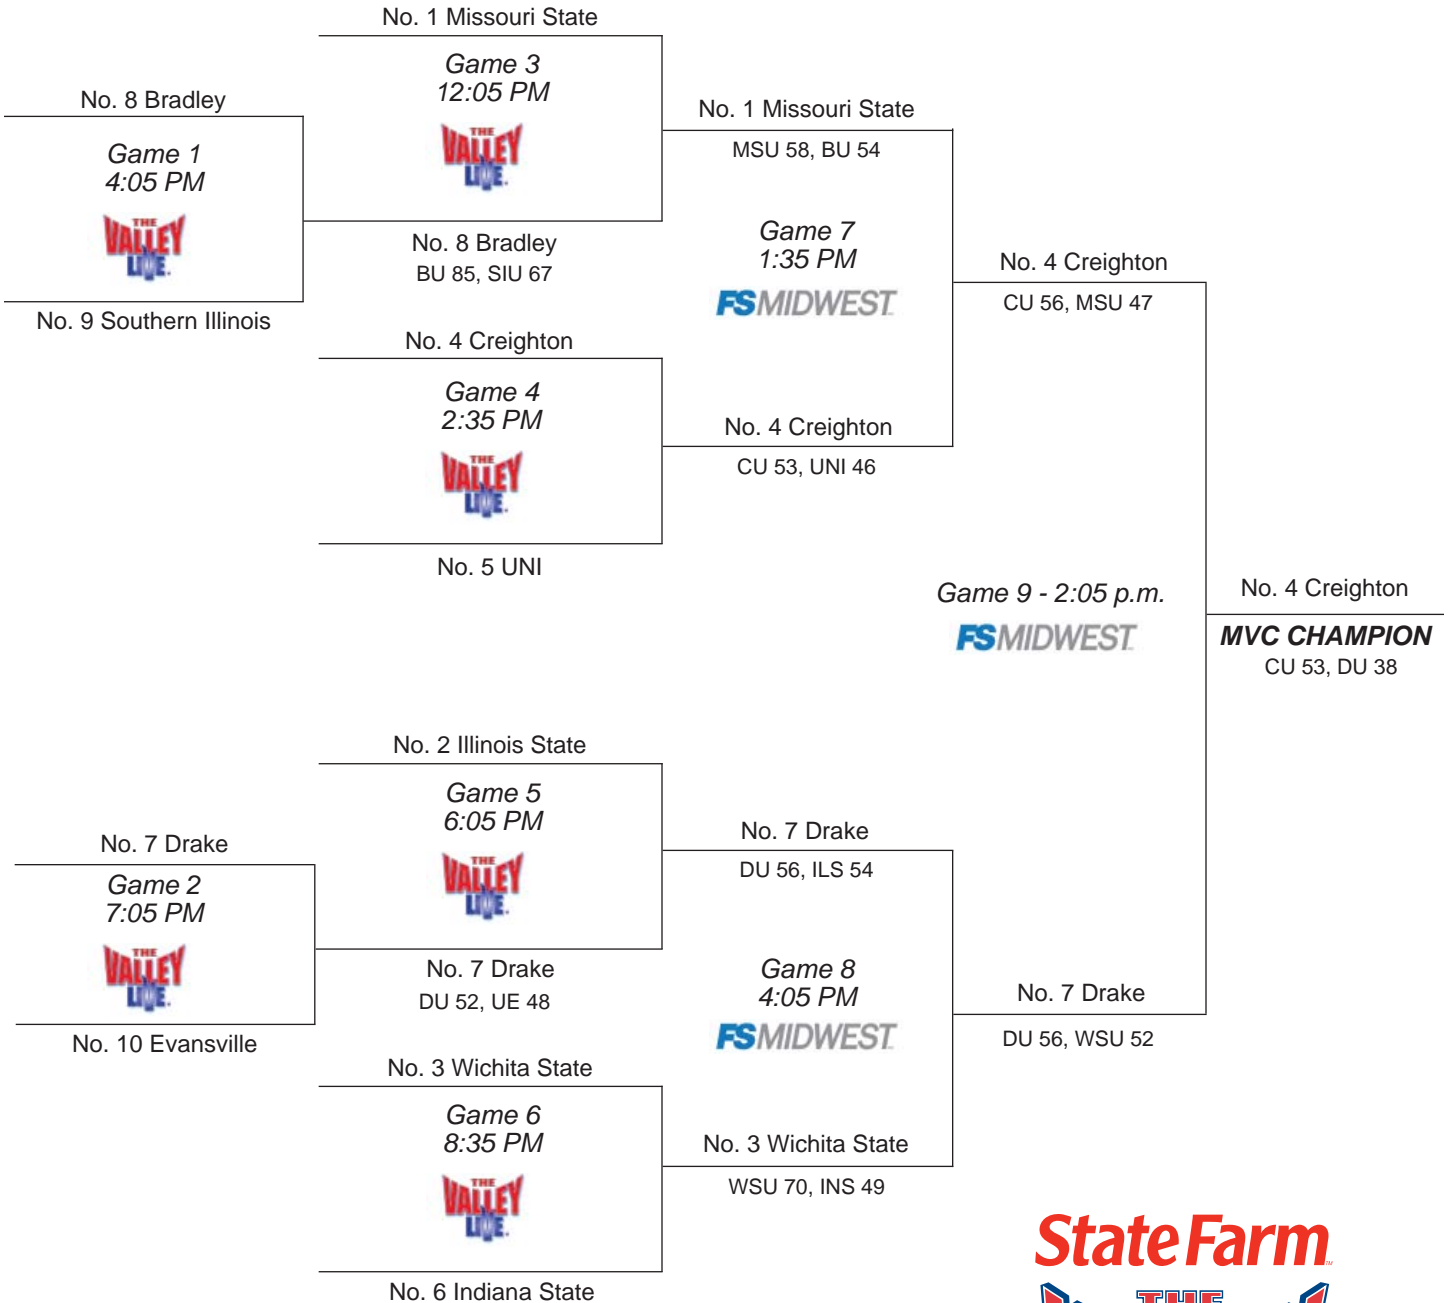 No. 1 Missouri State
Game 3
12:05 PM
THE
VALLEY
LIVE.
No. 8 Bradley
BU 85, SIU 67
No. 8 Bradley
Game 1
4:05 PM
THE
VALLEY
LIVE.
No. 9 Southern Illinois
No. 1 Missouri State
MSU 58, BU 54
Game 7
1:35 PM
FSMIDWEST
No. 4 Creighton
Game 4
2:35 PM
THE
VALLEY
LIVE.
No. 5 UNI
No. 4 Creighton
CU 53, UNI 46
No. 4 Creighton
CU 56, MSU 47
Game 9 - 2:05 p.m.
FSMIDWEST
No. 4 Creighton
MVC CHAMPION
CU 53, DU 38
No. 2 Illinois State
Game 5
6:05 PM
THE
VALLEY
LIVE.
No. 7 Drake
DU 52, UE 48
No. 7 Drake
Game 2
7:05 PM
THE
VALLEY
LIVE.
No. 10 Evansville
No. 7 Drake
DU 56, ILS 54
Game 8
4:05 PM
FSMIDWEST
No. 7 Drake
DU 56, WSU 52
No. 3 Wichita State
Game 6
8:35 PM
THE
VALLEY
LIVE.
No. 6 Indiana State
No. 3 Wichita State
WSU 70, INS 49
State Farm
THE